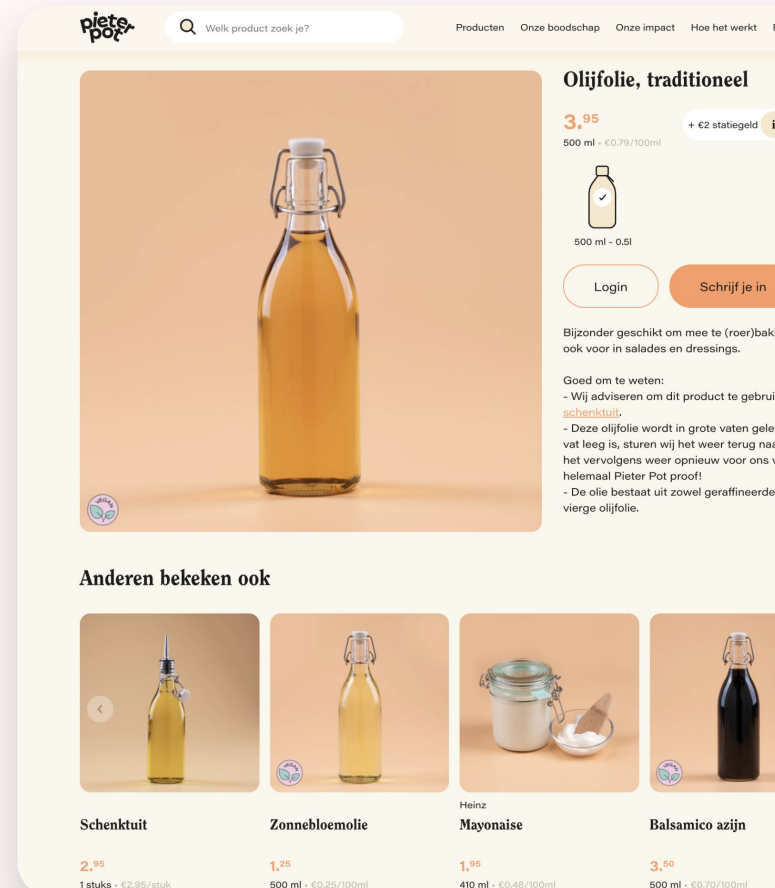 pieter
pot
Welk product zoek je?
Producten Onze boodschap Onze impact Hoe het werkt
Olijfolie, traditioneel
3.95
+ €2 statiegeld i
500 ml • €0.79/100ml
500 ml - 0.5l
Login
Schrijf je in
Bijzonder geschikt om mee te (roer)bak
ook voor in salades en dressings.
Goed om te weten:
- Wij adviseren om dit product te gebrui
schenktuit.
- Deze olijfolie wordt in grote vaten gele
vat leeg is, sturen wij het weer terug naa
het vervolgens weer opnieuw voor ons v
helemaal Pieter Pot proof!
- De olie bestaat uit zowel geraffineerde
vierge olijfolie.
VEGAN
Anderen bekeken ook
VEGAN
VEGAN
Schenktuit
2.95
1 stuks • €2.95/stuk
Zonnebloemolie
1.25
500 ml • €0.25/100ml
Heinz
Mayonaise
1.95
410 ml • €0.48/100ml
Balsamico azijn
3.50
500 ml • €0.70/100ml